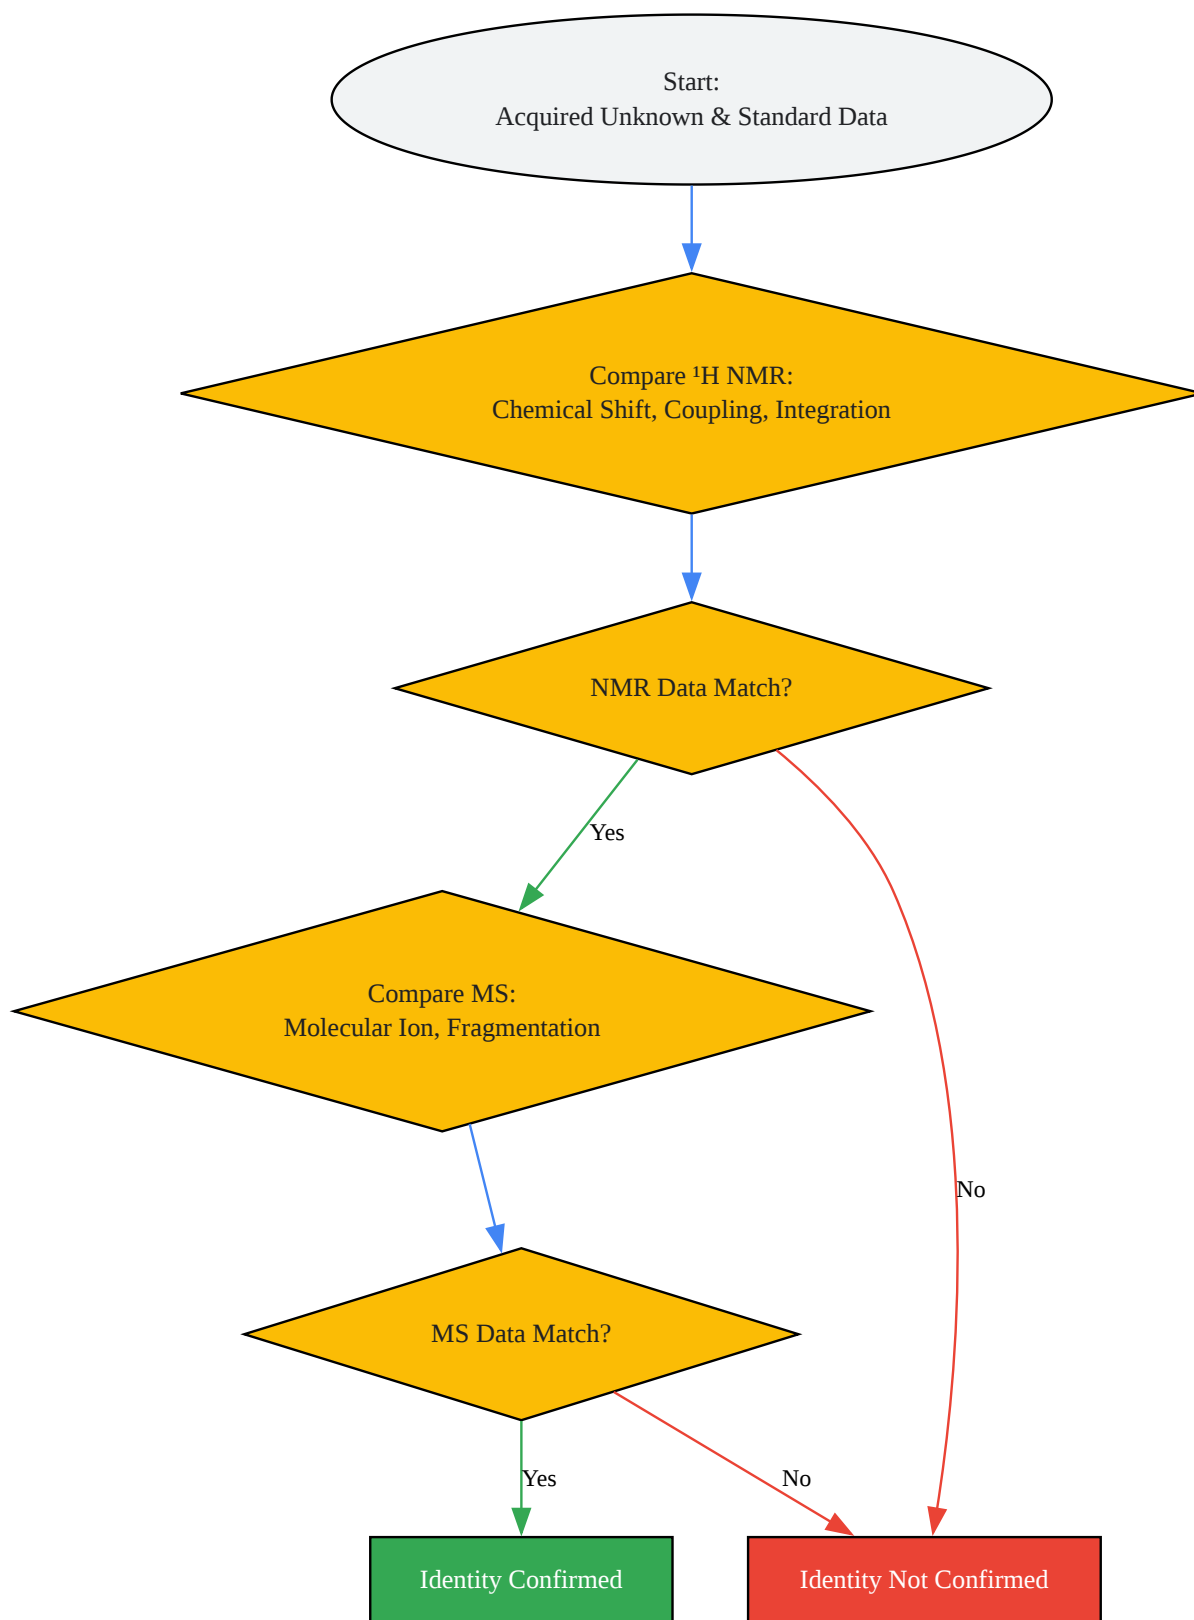 Start:
Acquired Unknown & Standard Data
Compare ¹H NMR:
Chemical Shift, Coupling, Integration
NMR Data Match?
Yes
Compare MS:
Molecular Ion, Fragmentation
No
MS Data Match?
Yes
No
Identity Confirmed
Identity Not Confirmed